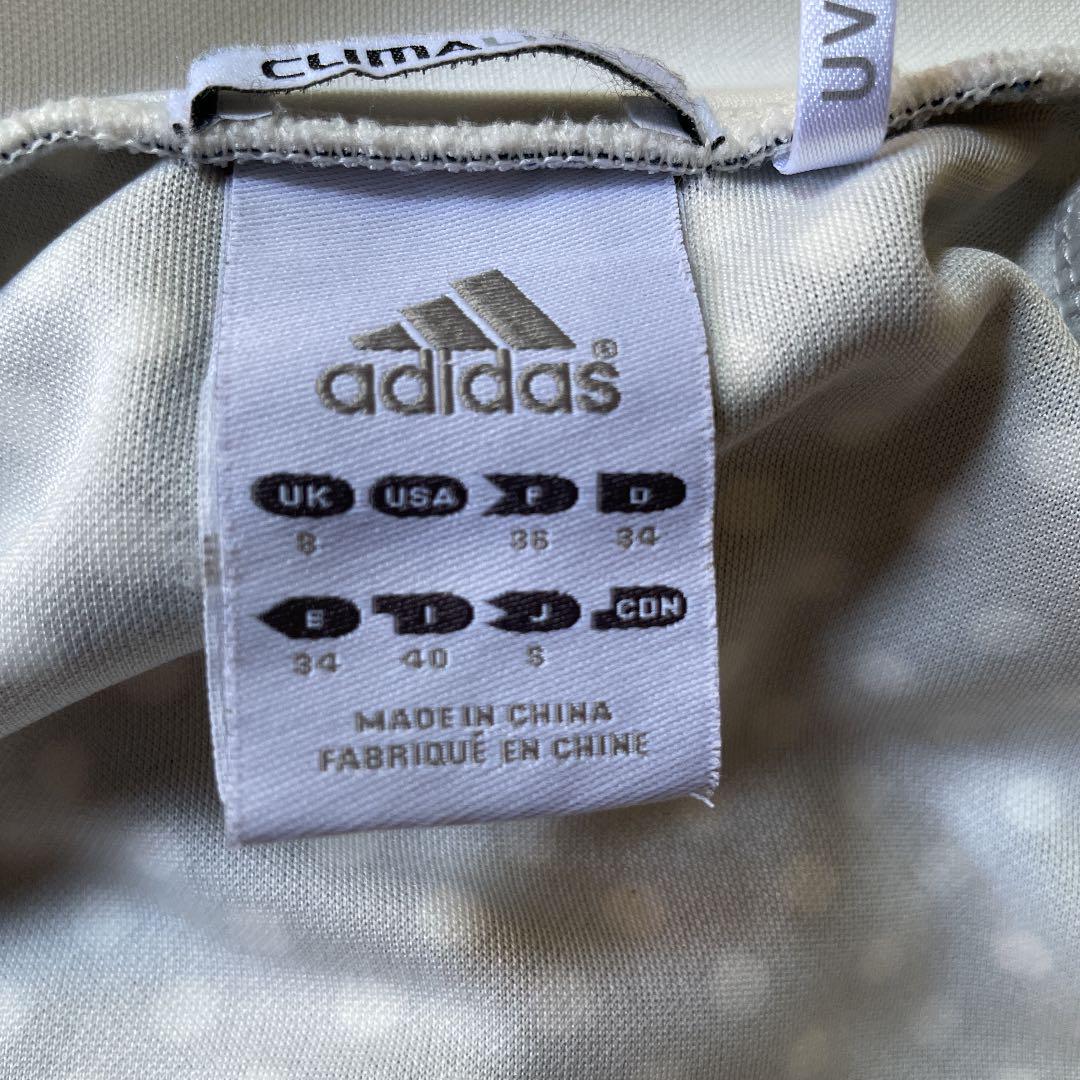 CLIMA
UV
adidas®
UK USA F D
8 36 34
E I J CDN
34 40 S
MADE IN CHINA
FABRIQUÉ EN CHINE